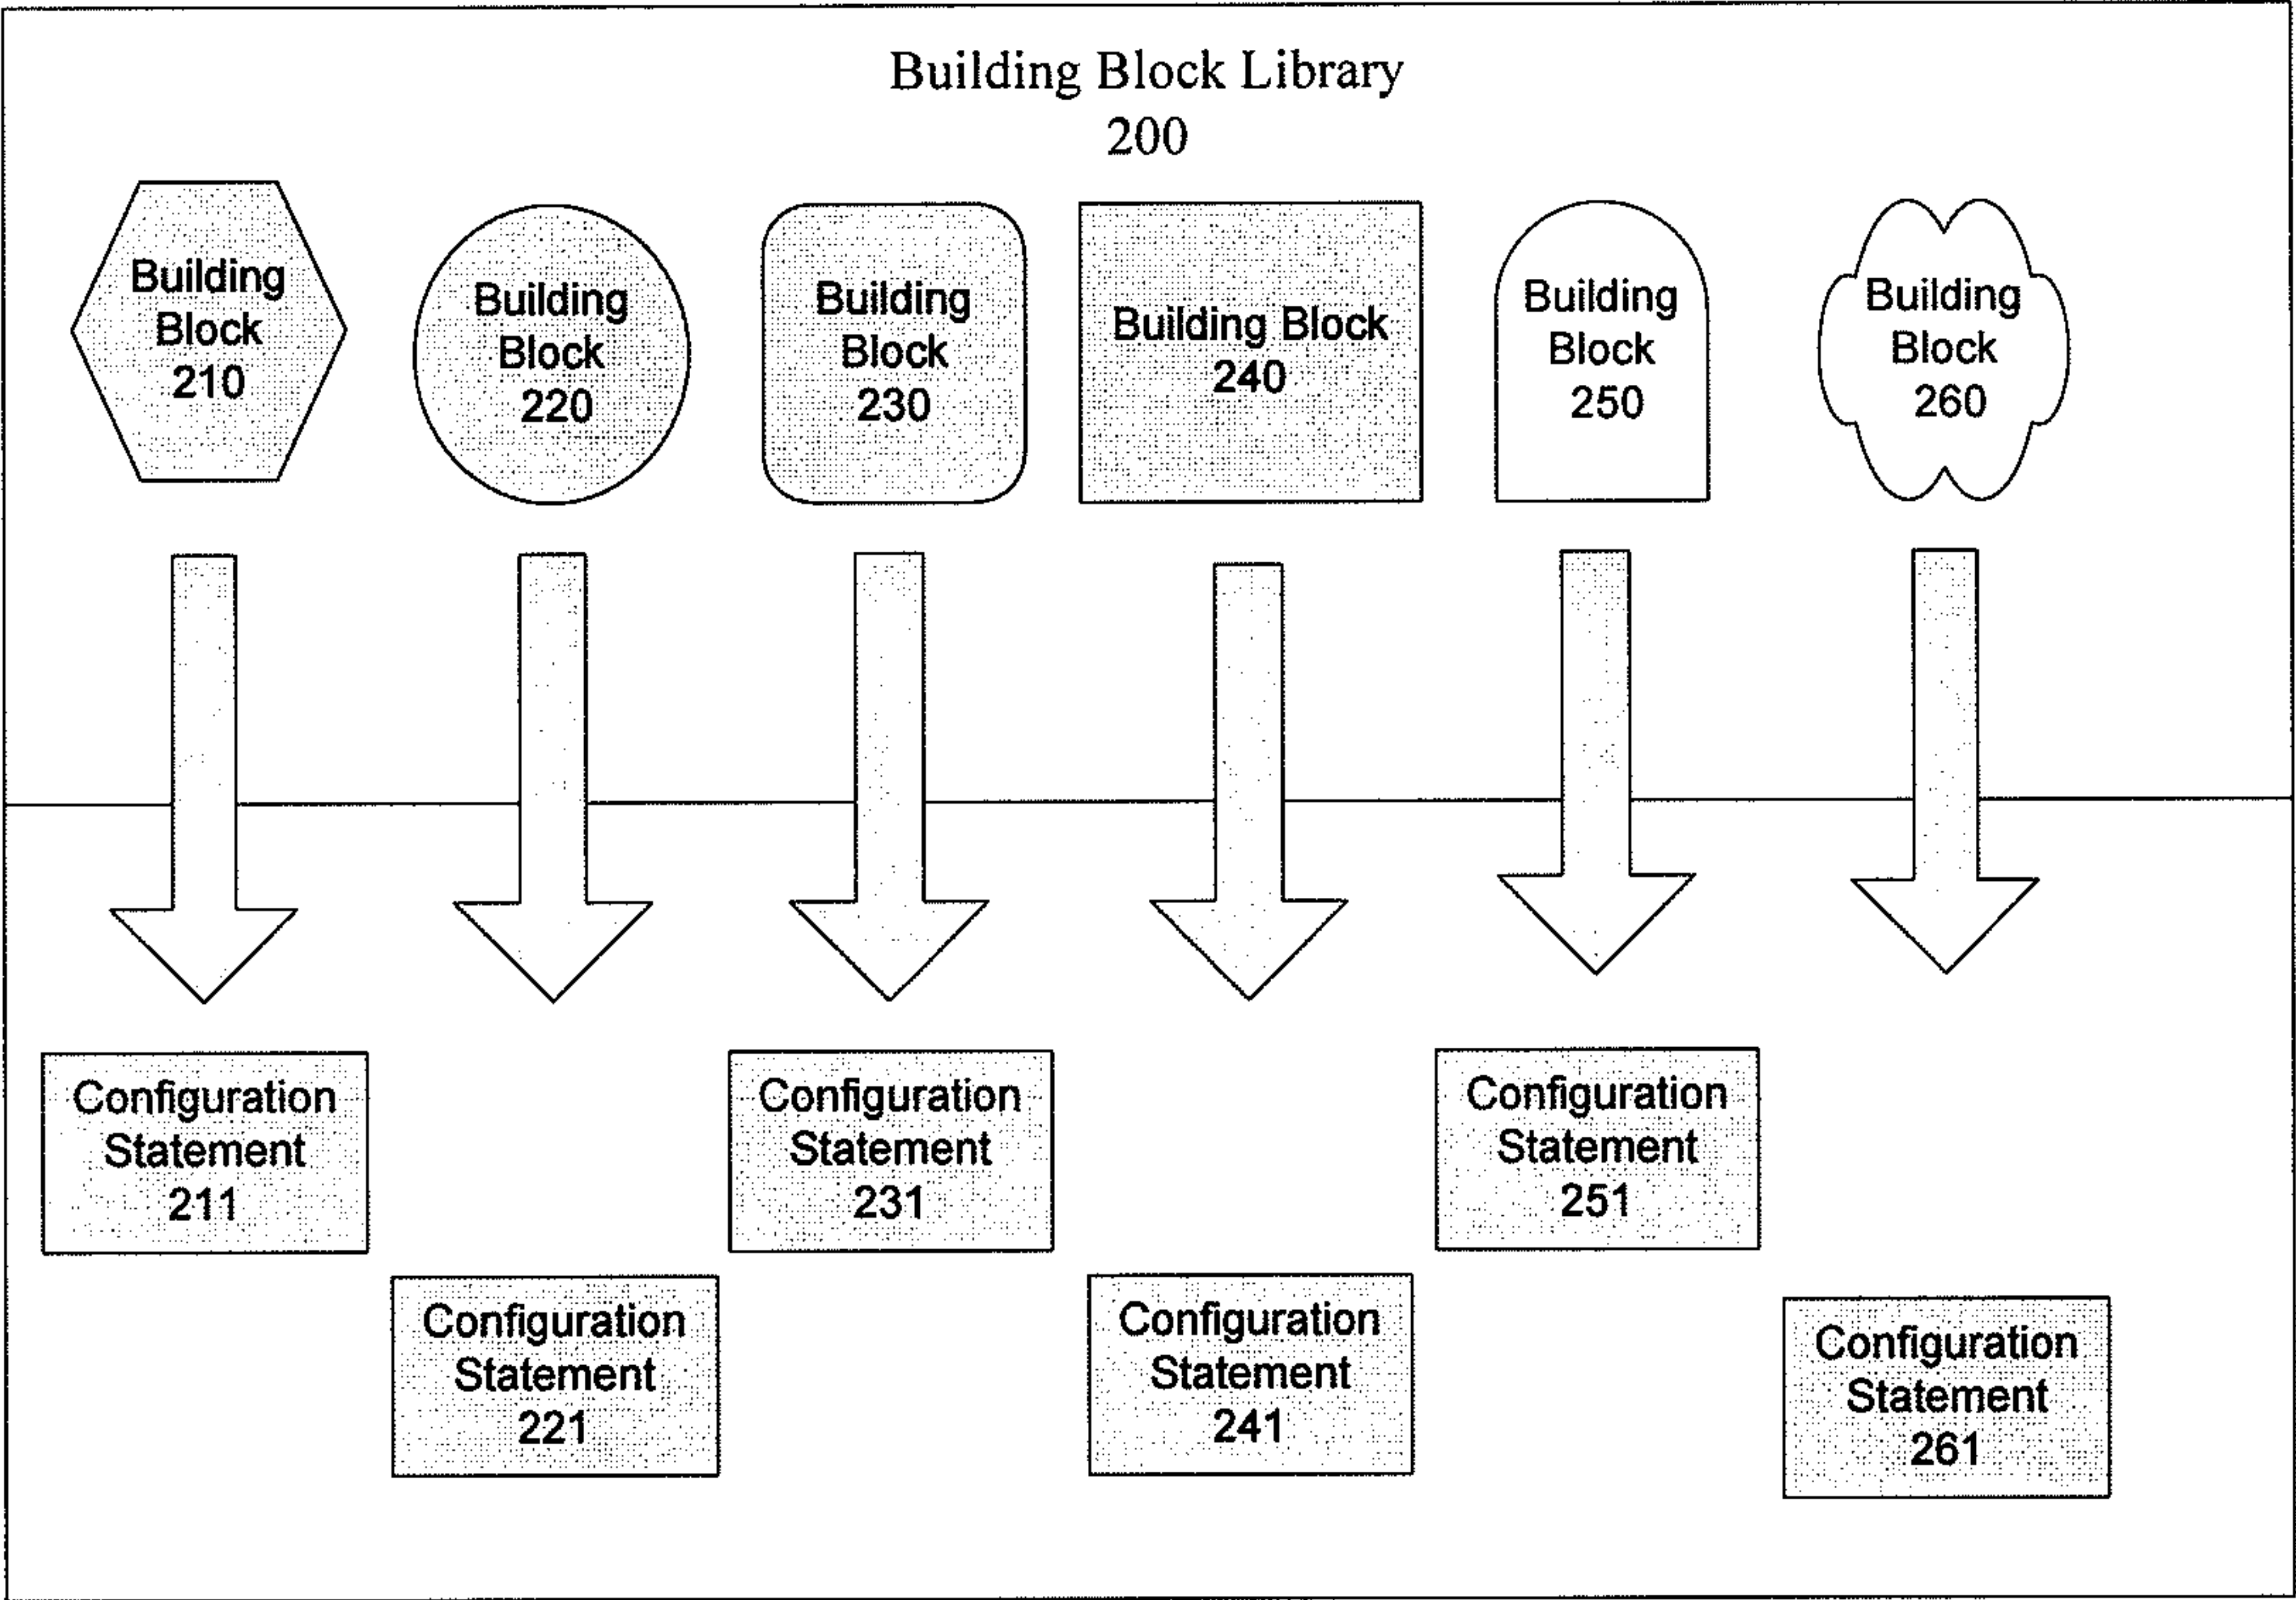 Building Block Library
200
Building
Block
210
Building
Block
220
Building
Block
230
Building Block
240
Building
Block
250
Building
Block
260
Configuration
Statement
211
Configuration
Statement
221
Configuration
Statement
231
Configuration
Statement
241
Configuration
Statement
251
Configuration
Statement
261